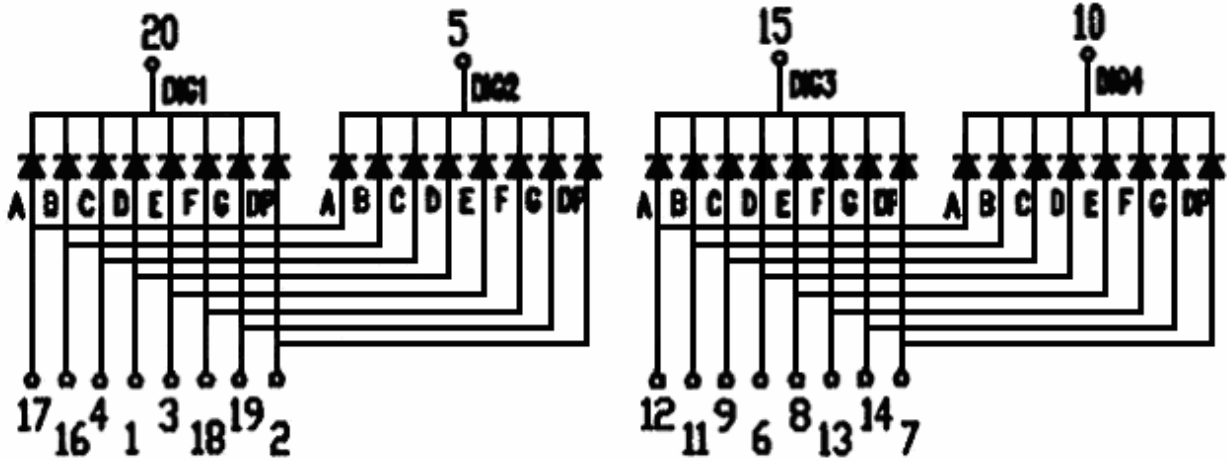 20 5 15 10
DIG1 DIG2 DIG3 DIG4
A B C D E F G DP A B C D E F G DP A B C D E F G DP A B C D E F G DP
17 16 4 1 3 18 19 2 12 11 9 6 8 13 14 7